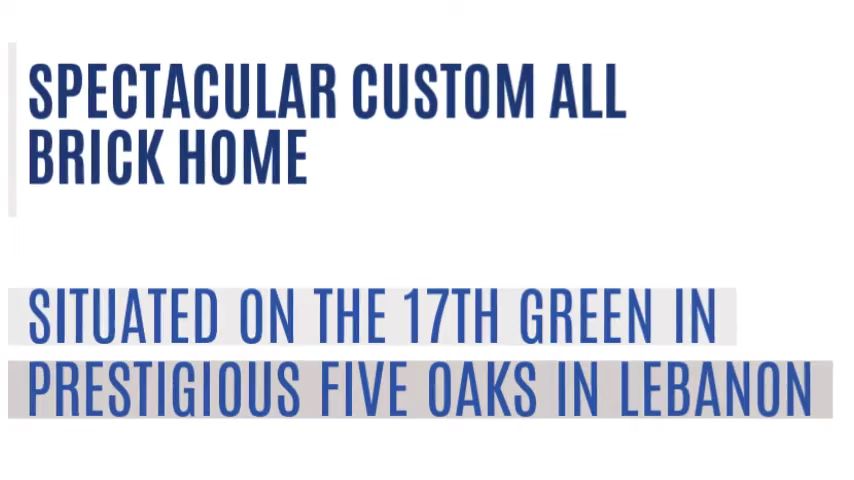 SPECTACULAR CUSTOM ALL
BRICK HOME
SITUATED ON THE 17TH GREEN IN
PRESTIGIOUS FIVE OAKS IN LEBANON